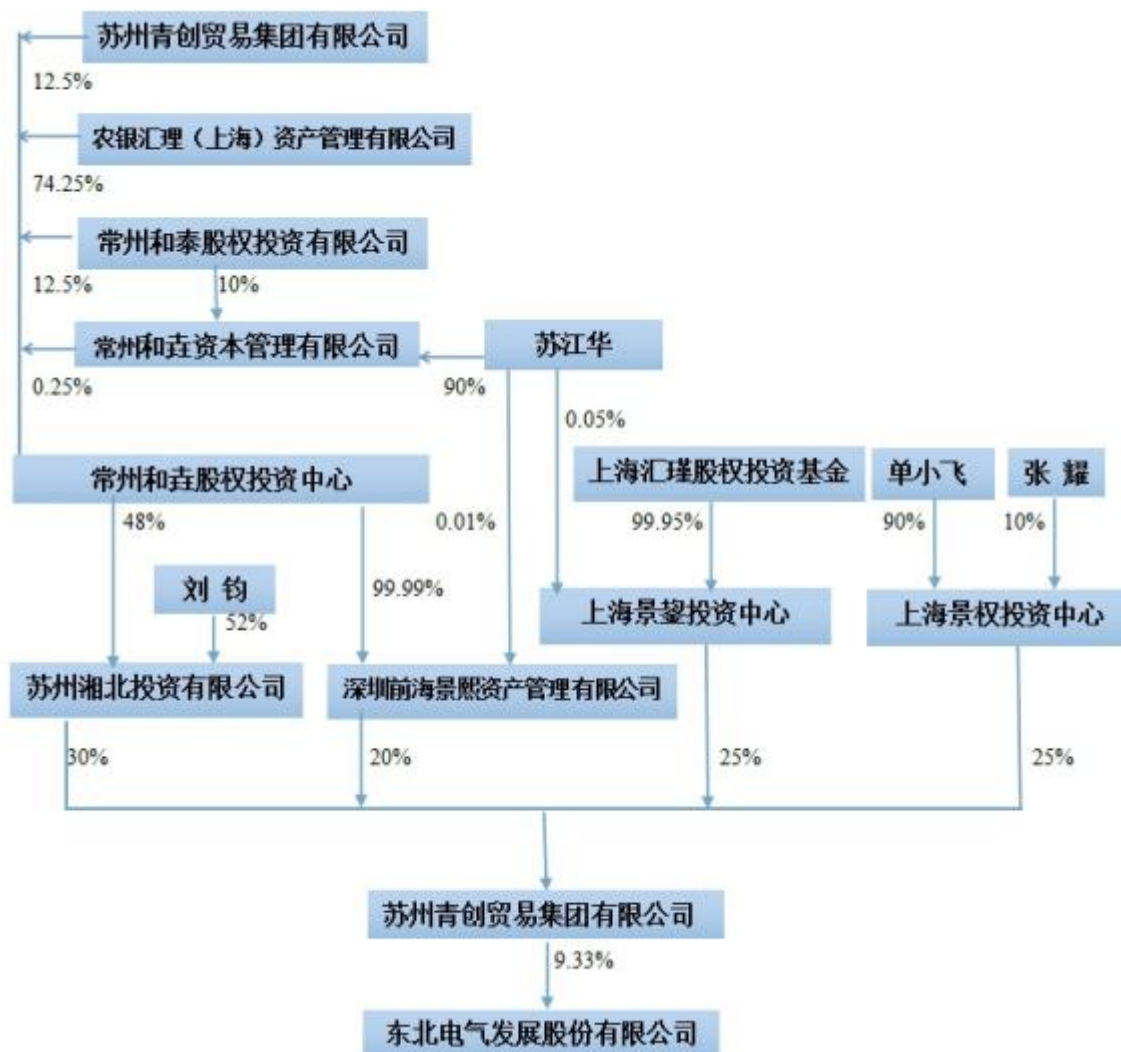 苏州青创贸易集团有限公司
12.5%
农银汇理（上海）资产管理有限公司
74.25%
常州和泰股权投资有限公司
12.5%
10%
常州和垚资本管理有限公司
苏江华
0.25%
90%
0.05%
常州和垚股权投资中心
上海汇瑾股权投资基金
单小飞
张 耀
48%
0.01%
99.95%
90%
10%
刘 钧
99.99%
52%
上海景鋆投资中心
上海景权投资中心
苏州湘北投资有限公司
深圳前海景熙资产管理有限公司
30%
20%
25%
25%
苏州青创贸易集团有限公司
9.33%
东北电气发展股份有限公司